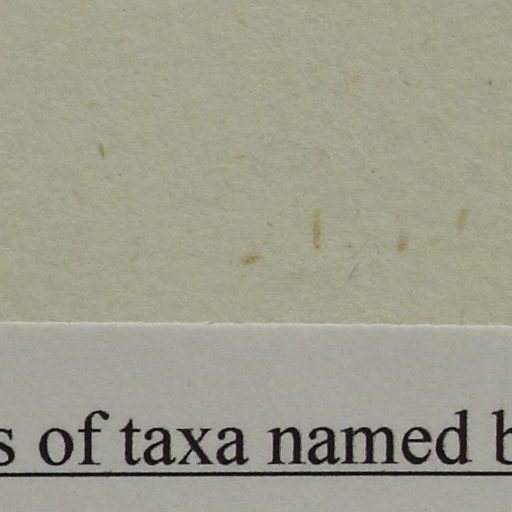 s of taxa named b